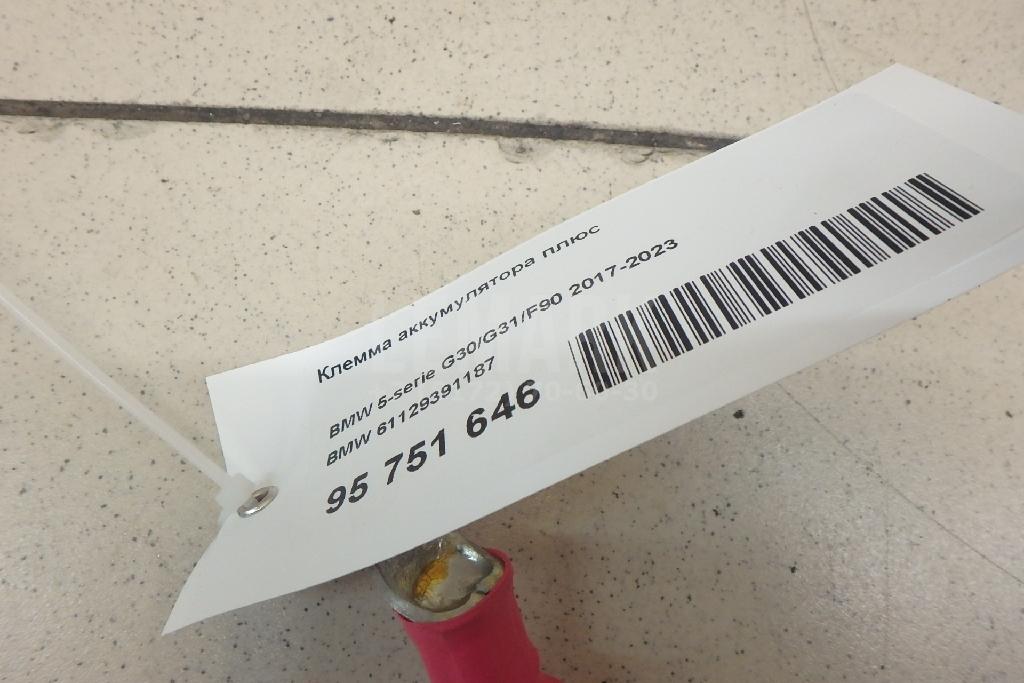 Клемма аккумулятора плюс
BMW 5-serie G30/G31/F90 2017-2023
BMW 61129391187
95 751 646